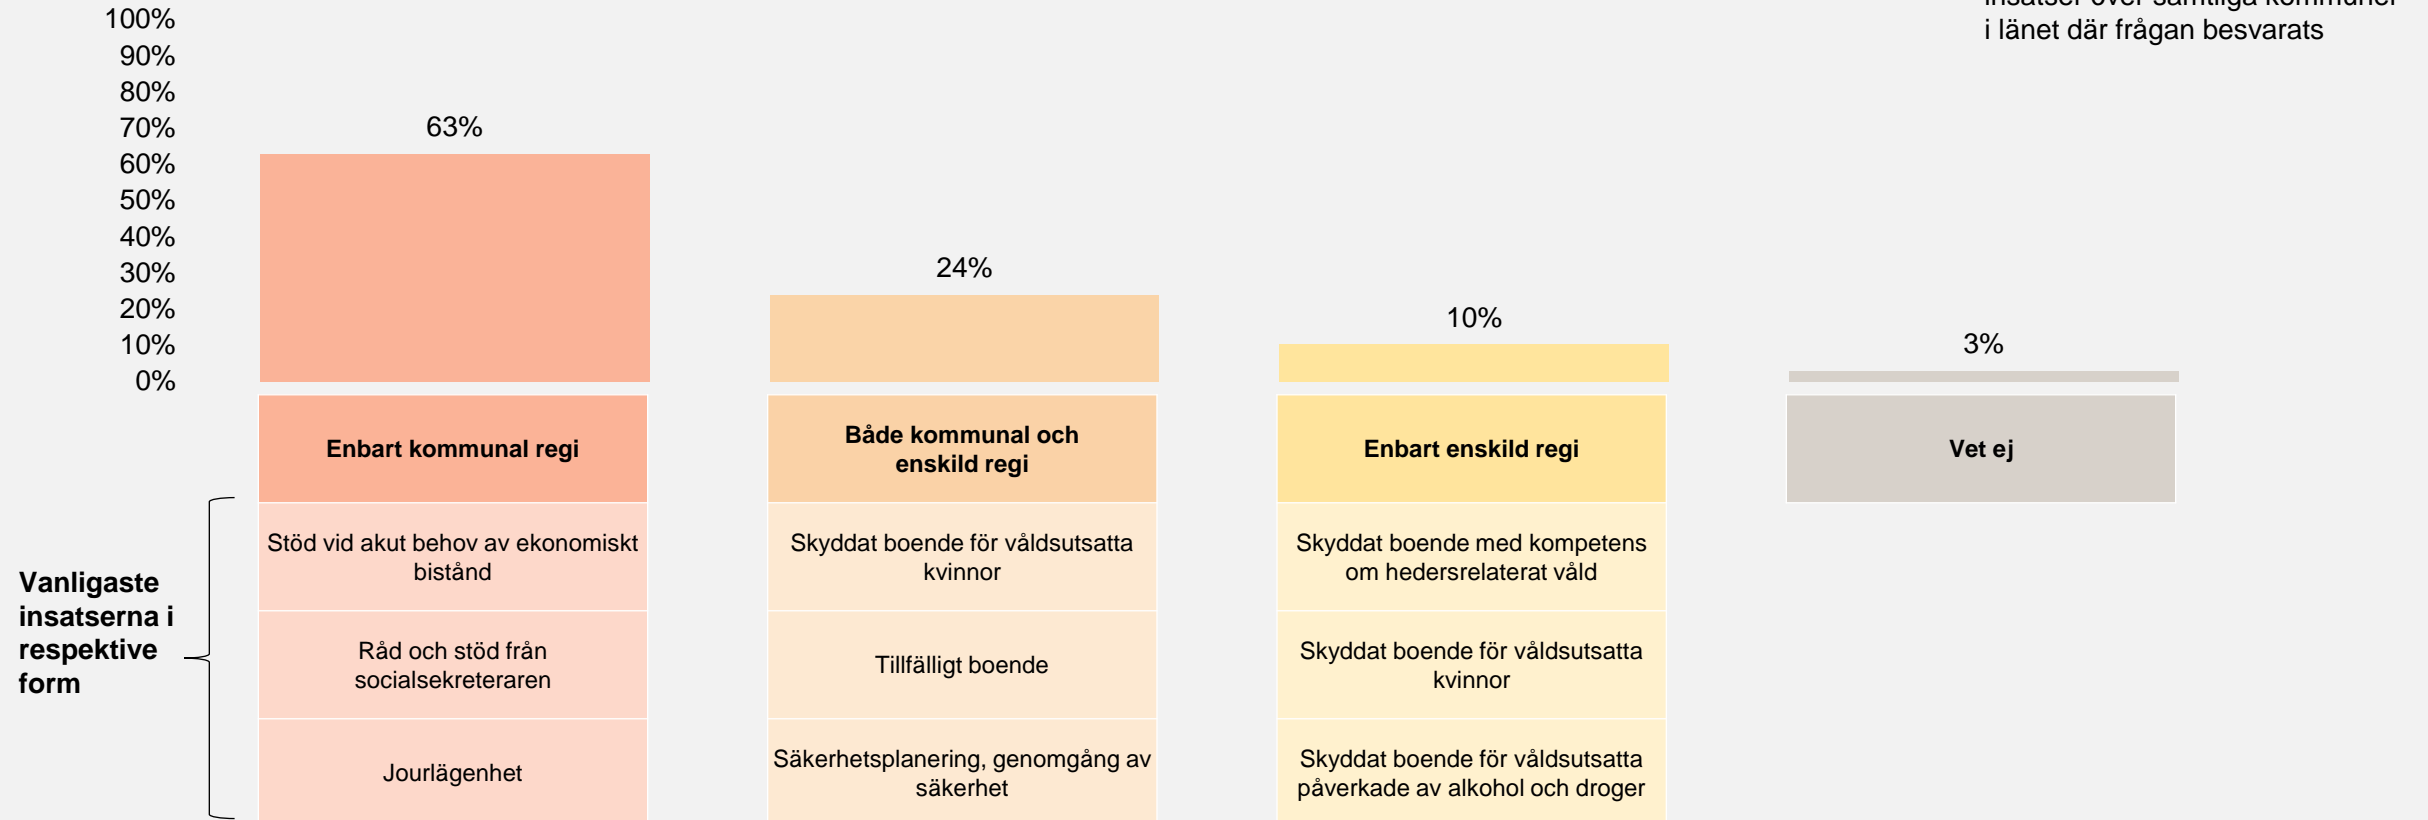 insatser över samtliga kommuner
i länet där frågan besvarats
100%
90%
80%
70%
60%
50%
40%
30%
20%
10%
0%
63%
24%
10%
3%
Enbart kommunal regi
Både kommunal och
enskild regi
Enbart enskild regi
Vet ej
Vanligaste
insatserna i
respektive
form
Stöd vid akut behov av ekonomiskt
bistånd
Skyddat boende för våldsutsatta
kvinnor
Skyddat boende med kompetens
om hedersrelaterat våld
Råd och stöd från
socialsekreteraren
Tillfälligt boende
Skyddat boende för våldsutsatta
kvinnor
Jourlägenhet
Säkerhetsplanering, genomgång av
säkerhet
Skyddat boende för våldsutsatta
påverkade av alkohol och droger